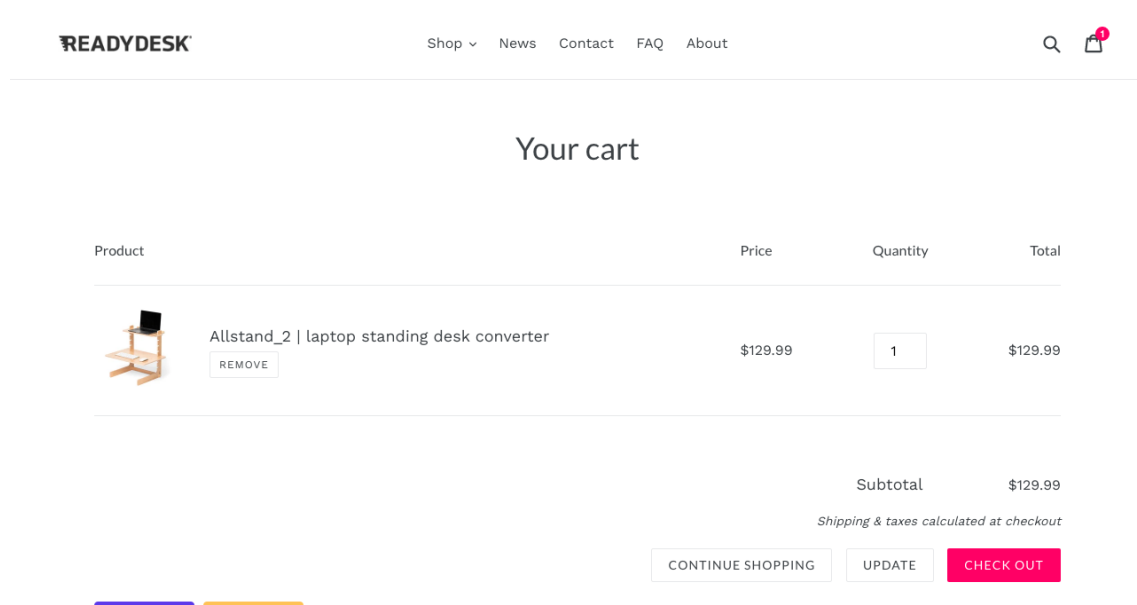 READYDESK
Shop News Contact FAQ About
1
Your cart
Product Price Quantity Total
Allstand_2 | laptop standing desk converter
REMOVE
$129.99 1 $129.99
Subtotal $129.99
Shipping & taxes calculated at checkout
CONTINUE SHOPPING UPDATE CHECK OUT